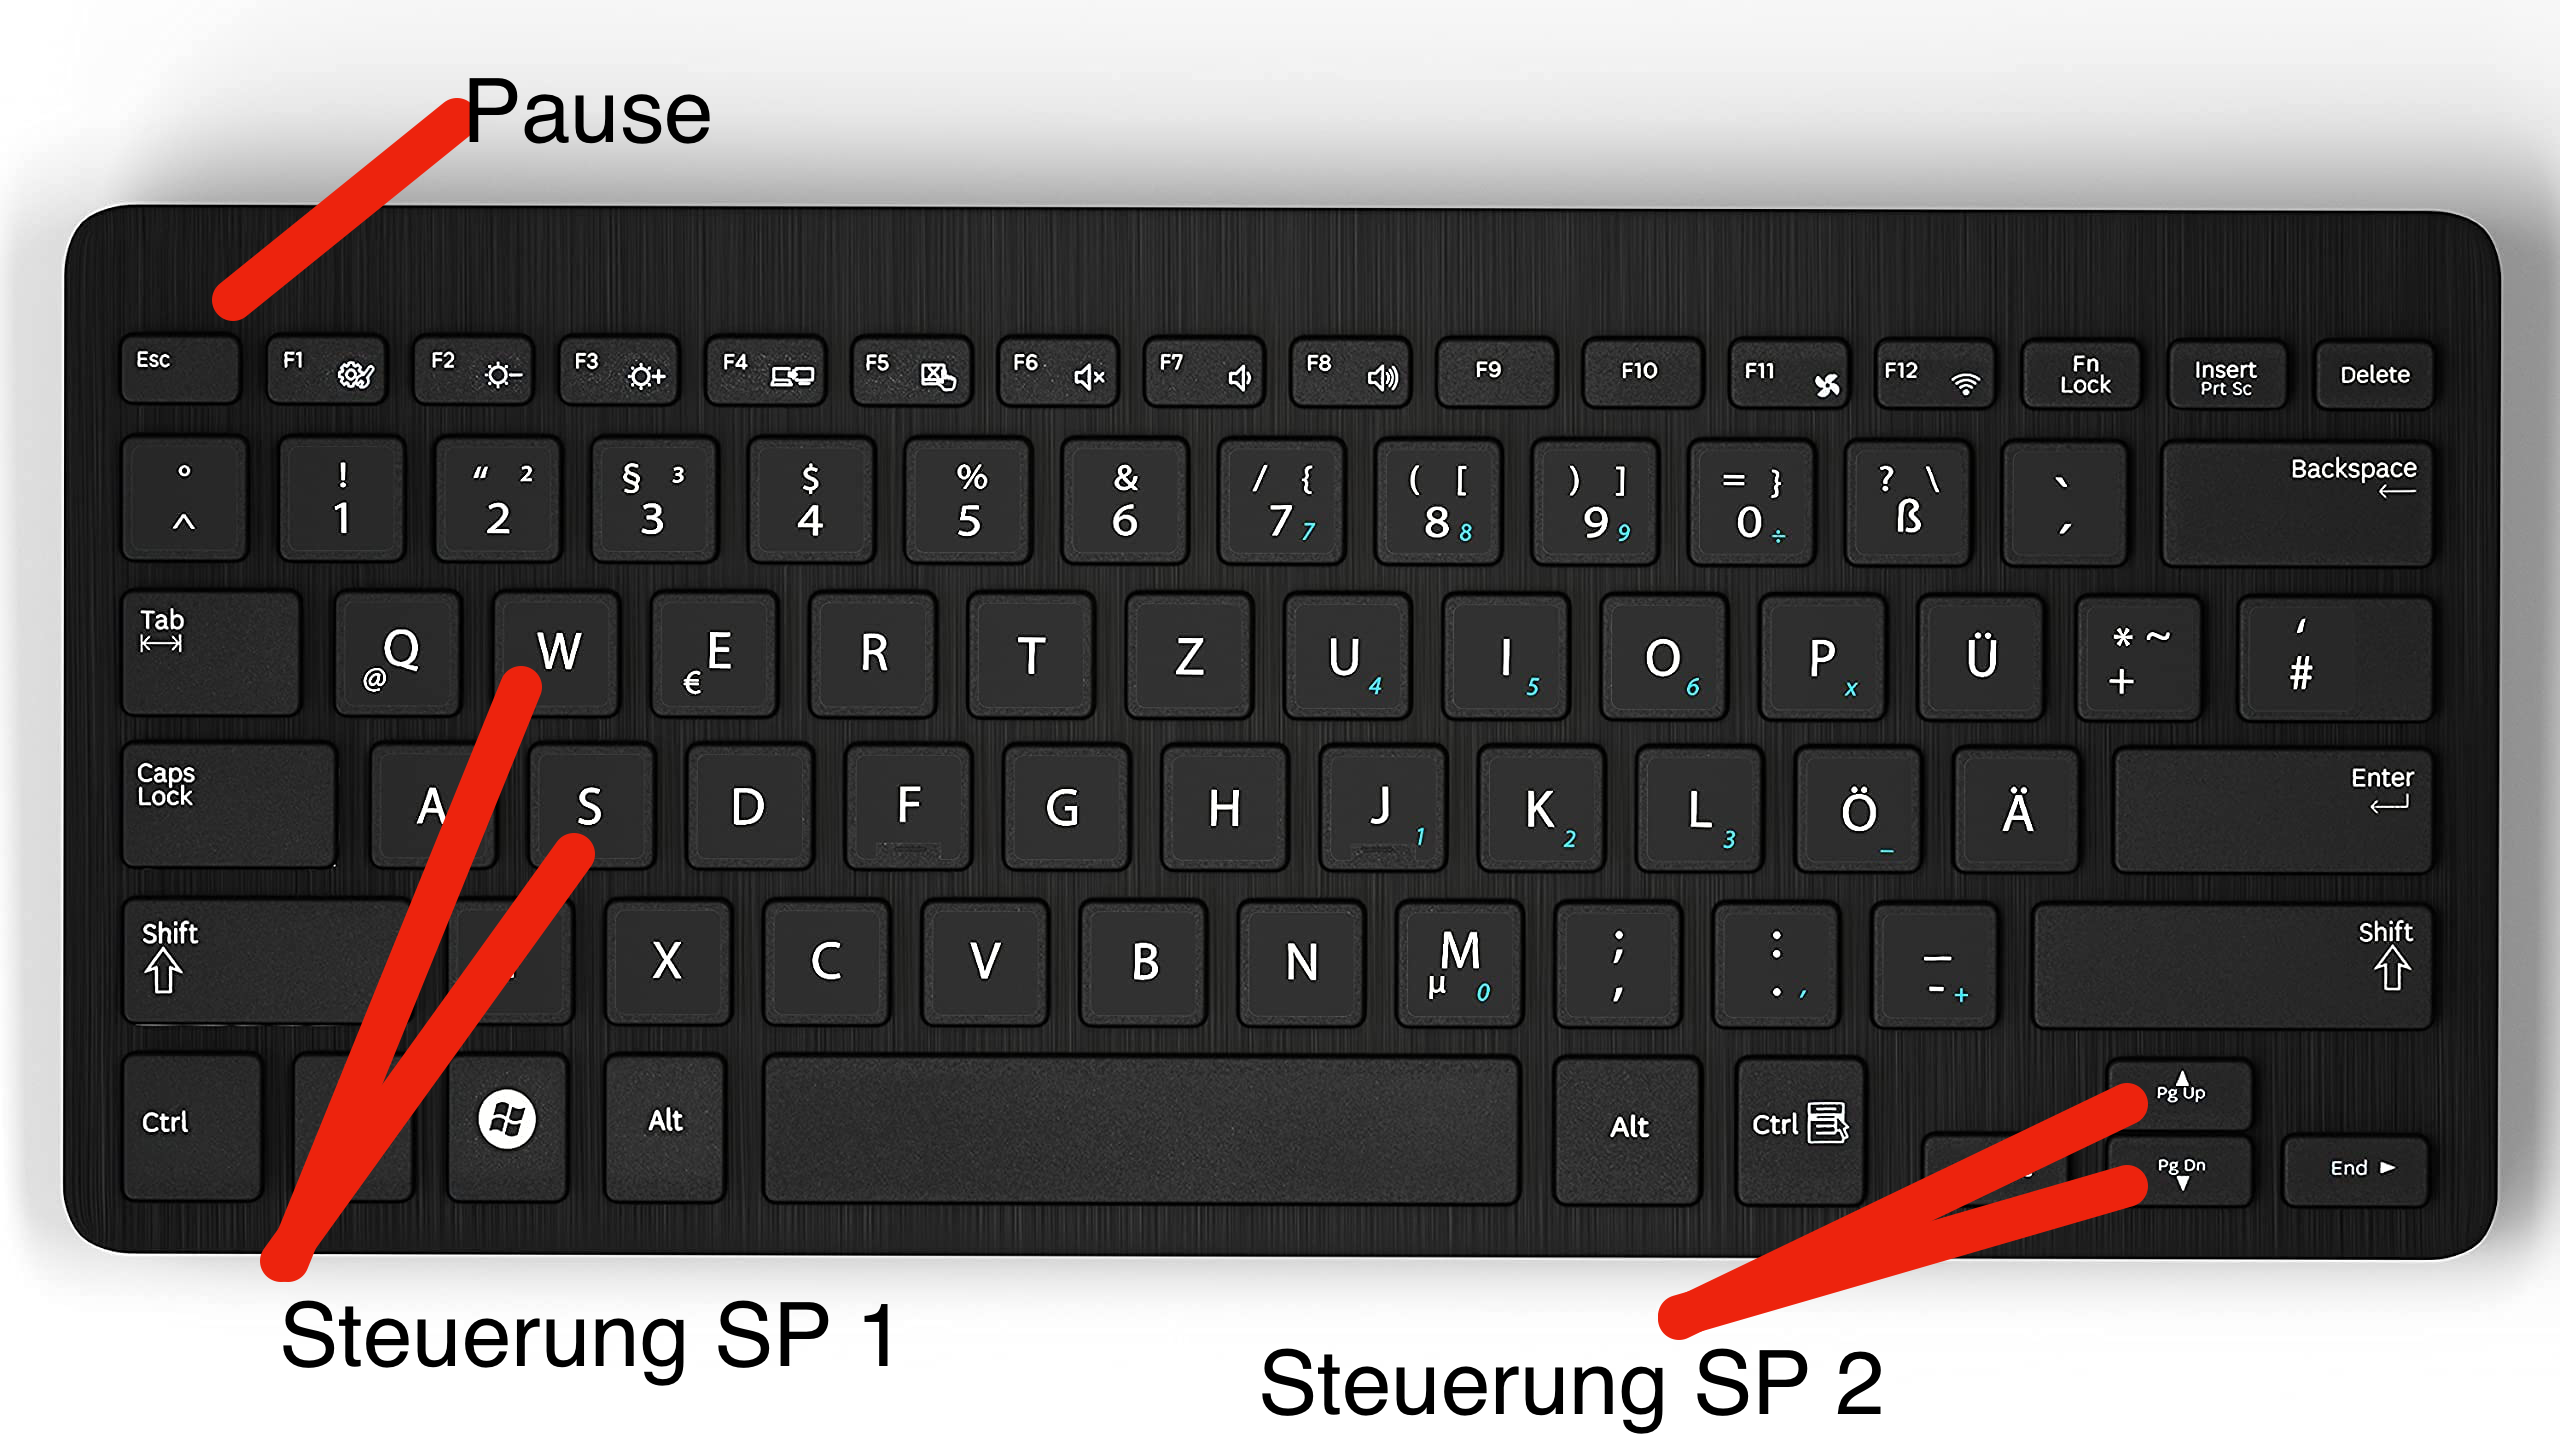 Pause
Esc F1 F2 F3 F4 F5 F6 F7 F8 F9 F10 F11 F12 Fn Lock Insert Prt Sc Delete
° ^ ! 1 “ 2 2 § 3 3 $ 4 % 5 & 6 / { 7 7 ( [ 8 8 ) ] 9 9 = } 0 ÷ ? \ ß ` ´ Backspace
Tab Q @ W E € R T Z U 4 I 5 O 6 P x Ü * ~ + ‘ #
Caps Lock A S D F G H J 1 K 2 L 3 Ö - Ä Enter
Shift X C V B N M µ 0 ; , : . , _ - + Shift
Ctrl Alt Alt Ctrl Pg Up Pg Dn End
Steuerung SP 1
Steuerung SP 2